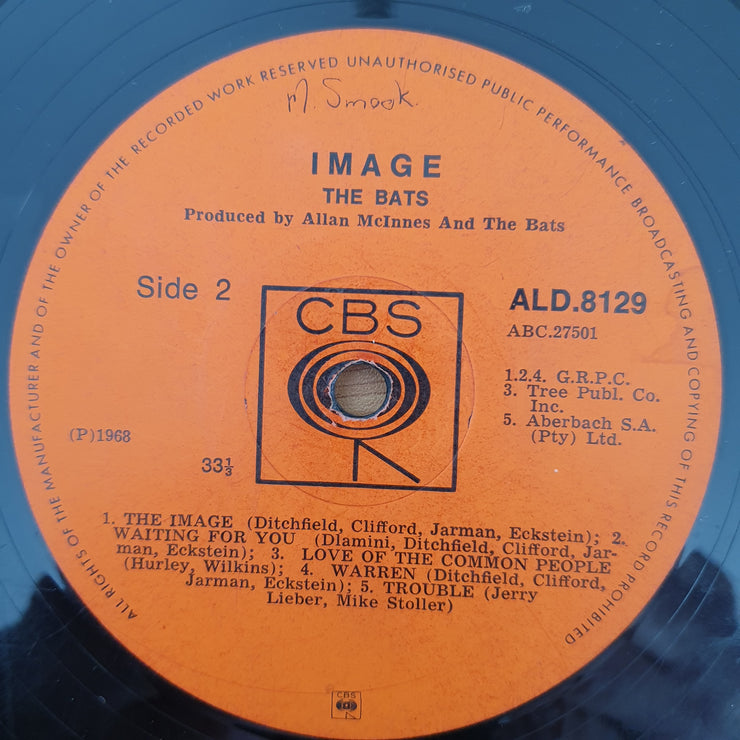 ALL RIGHTS OF THE MANUFACTURER AND OF THE OWNER OF THE RECORDED WORK RESERVED UNAUTHORISED PUBLIC PERFORMANCE BROADCASTING AND COPYING OF THIS RECORD PROHIBITED
M. Smook.
IMAGE
THE BATS
Produced by Allan McInnes And The Bats
Side 2
CBS
ALD.8129
ABC.27501
1.2.4. G.R.P.C.
3. Tree Publ. Co.
Inc.
5. Aberbach S.A.
(Pty) Ltd.
(P)1968
33⅓
1. THE IMAGE (Ditchfield, Clifford, Jarman, Eckstein); 2.
WAITING FOR YOU (Dlamini, Ditchfield, Clifford, Jar-
man, Eckstein); 3. LOVE OF THE COMMON PEOPLE
(Hurley, Wilkins); 4. WARREN (Ditchfield, Clifford,
Jarman, Eckstein); 5. TROUBLE (Jerry
Lieber, Mike Stoller)
CBS